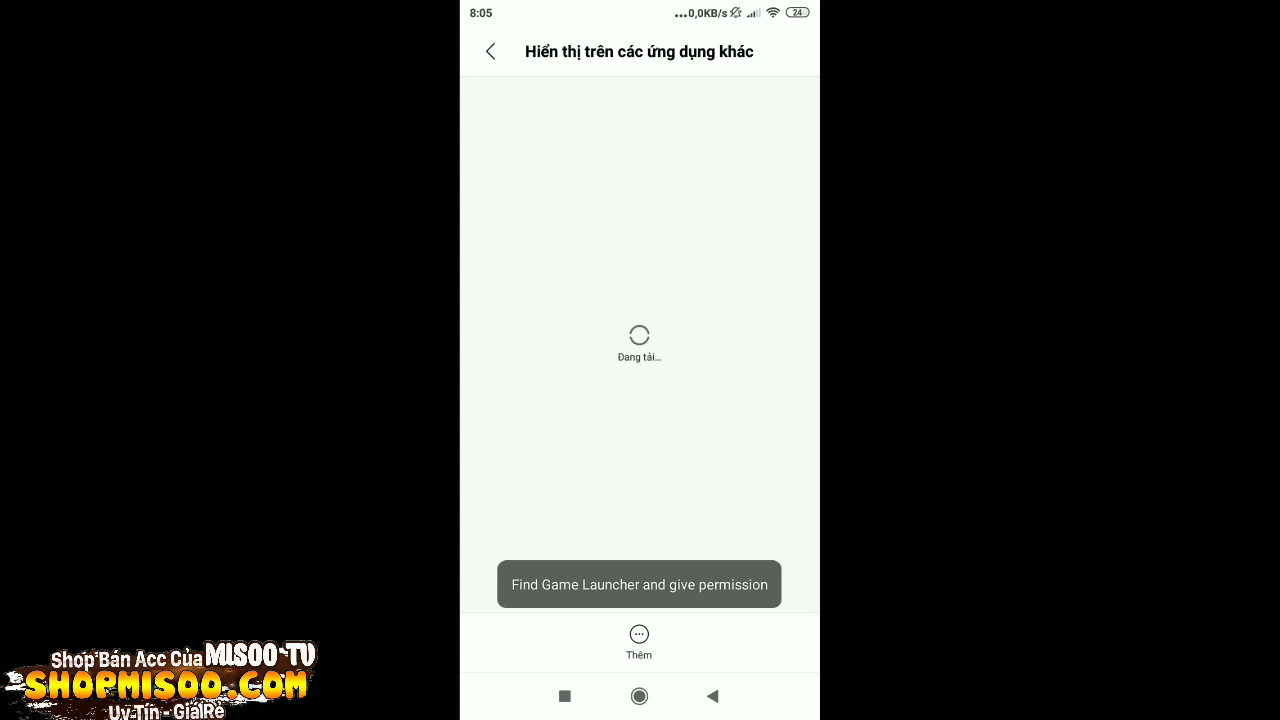 8:05
...0,0KB/s
24
Hiển thị trên các ứng dụng khác
Đang tải...
Find Game Launcher and give permission
Thêm
Shop Bán Acc Của MISOO TV
SHOPMISOO.COM
Uy Tín - Giá Rẻ